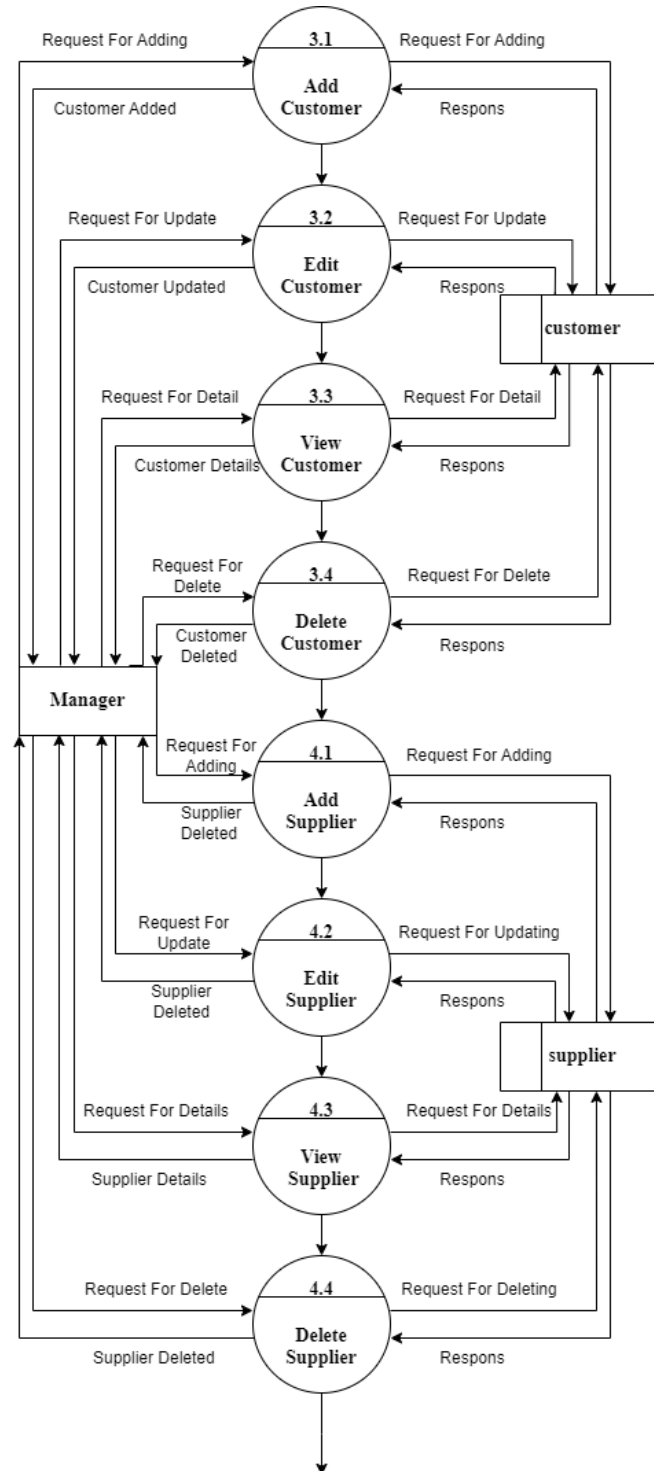 Request For Adding
3.1
Request For Adding
Add
Customer
Customer Added
Respons
Request For Update
3.2
Request For Update
Edit
Customer
Customer Updated
Respons
customer
Request For Detail
3.3
Request For Detail
View
Customer
Customer Details
Respons
Request For
Delete
3.4
Request For Delete
Delete
Customer
Customer
Deleted
Respons
Manager
Request For
Adding
4.1
Request For Adding
Add
Supplier
Supplier
Deleted
Respons
Request For
Update
4.2
Request For Updating
Edit
Supplier
Supplier
Deleted
Respons
supplier
Request For Details
4.3
Request For Details
View
Supplier
Supplier Details
Respons
Request For Delete
4.4
Request For Deleting
Delete
Supplier
Supplier Deleted
Respons